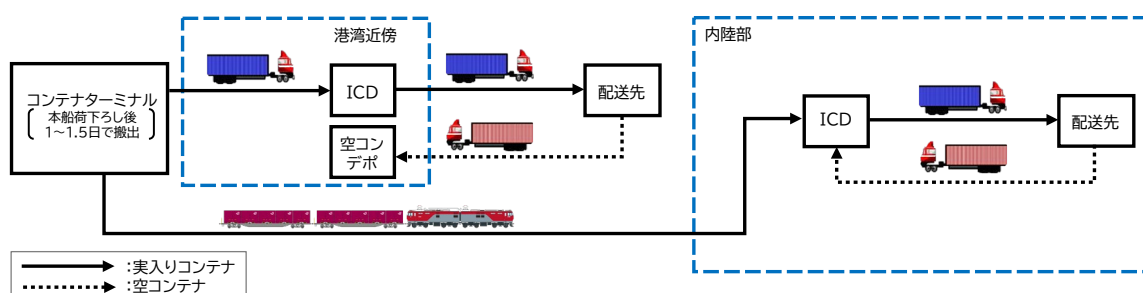 港湾近傍
内陸部
コンテナターミナル
本船荷下ろし後
1~1.5日で搬出
ICD
配送先
空コン
デポ
ICD
配送先
:実入りコンテナ
:空コンテナ